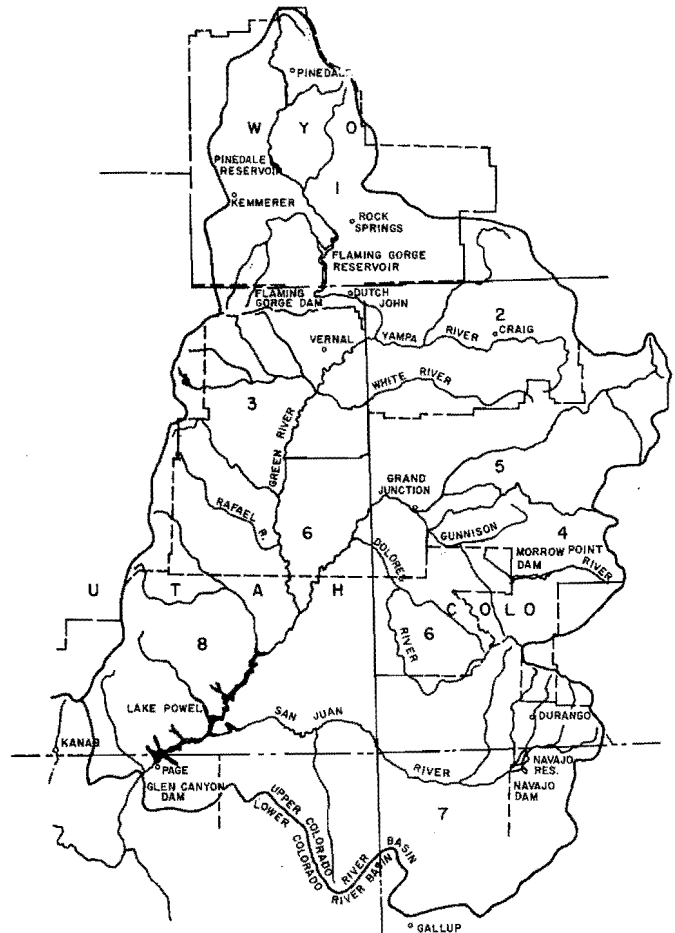 PINEDALE
W Y O
PINEDALE
RESERVOIR
1
KEMMERER
ROCK
SPRINGS
FLAMING GORGE
RESERVOIR
FLAMING
GORGE DAM
DUTCH
JOHN
2
YAMPA RIVER
CRAIG
VERNAL
WHITE RIVER
3
GREEN RIVER
5
GRAND
JUNCTION
RAFAEL R.
6
GUNNISON
4
DOLORES
MORROW POINT
DAM
RIVER
U T A H
COLO
RIVER
6
8
LAKE POWEL
SAN JUAN
DURANGO
KANAB
PAGE
RIVER
NAVAJO
RES.
GLEN CANYON
DAM
NAVAJO
DAM
7
UPPER COLORADO RIVER BASIN
LOWER COLORADO RIVER BASIN
GALLUP